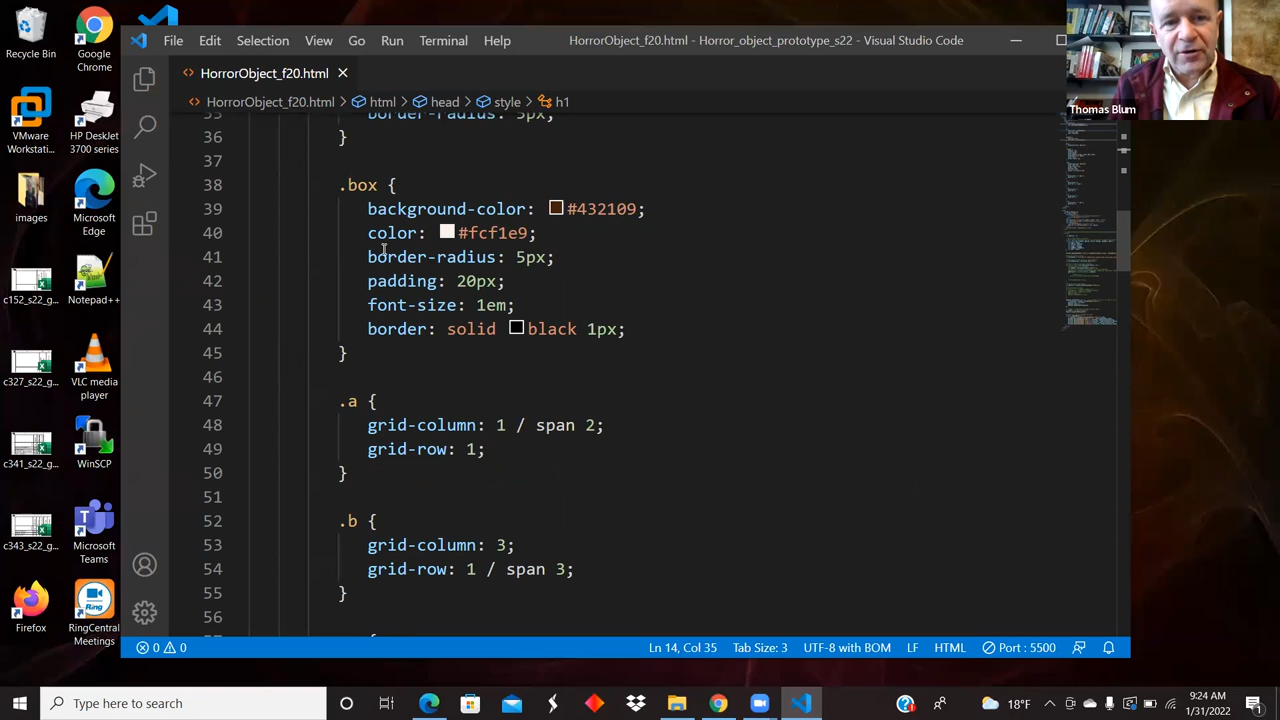 Recycle Bin
Google Chrome
VMware Workstati...
HP Deskjet 3700 series
images
Microsoft Edge
c152_s22_g...
Notepad++
c327_s22_g...
VLC media player
c341_s22_g...
WinSCP
c343_s22_g...
Microsoft Teams
Firefox
RingCentral Meetings
File Edit Selection View Go Run Terminal Help
HorrorObject_f20.html - Horror_object_prototype_s22 - Visual Studio Code
Thomas Blum
HorrorObject_f20.html
HorrorObject_f20.html > html > head > style > h1
35 border-radius: 5px;
36 }
37
38 .box {
39 background-color: #432109;
40 color: #ffcf1e9;
41 border-radius: 5px;
42 padding: 20px;
43 font-size: 1em;
44 border: solid black 1px;
45 }
46
47 .a {
48 grid-column: 1 / span 2;
49 grid-row: 1;
50 }
51
52 .b {
53 grid-column: 3;
54 grid-row: 1 / span 3;
55 }
56
57 {
0 0
Ln 14, Col 35 Tab Size: 3 UTF-8 with BOM LF HTML Port : 5500
Type here to search
18°F
9:24 AM
1/31/2022